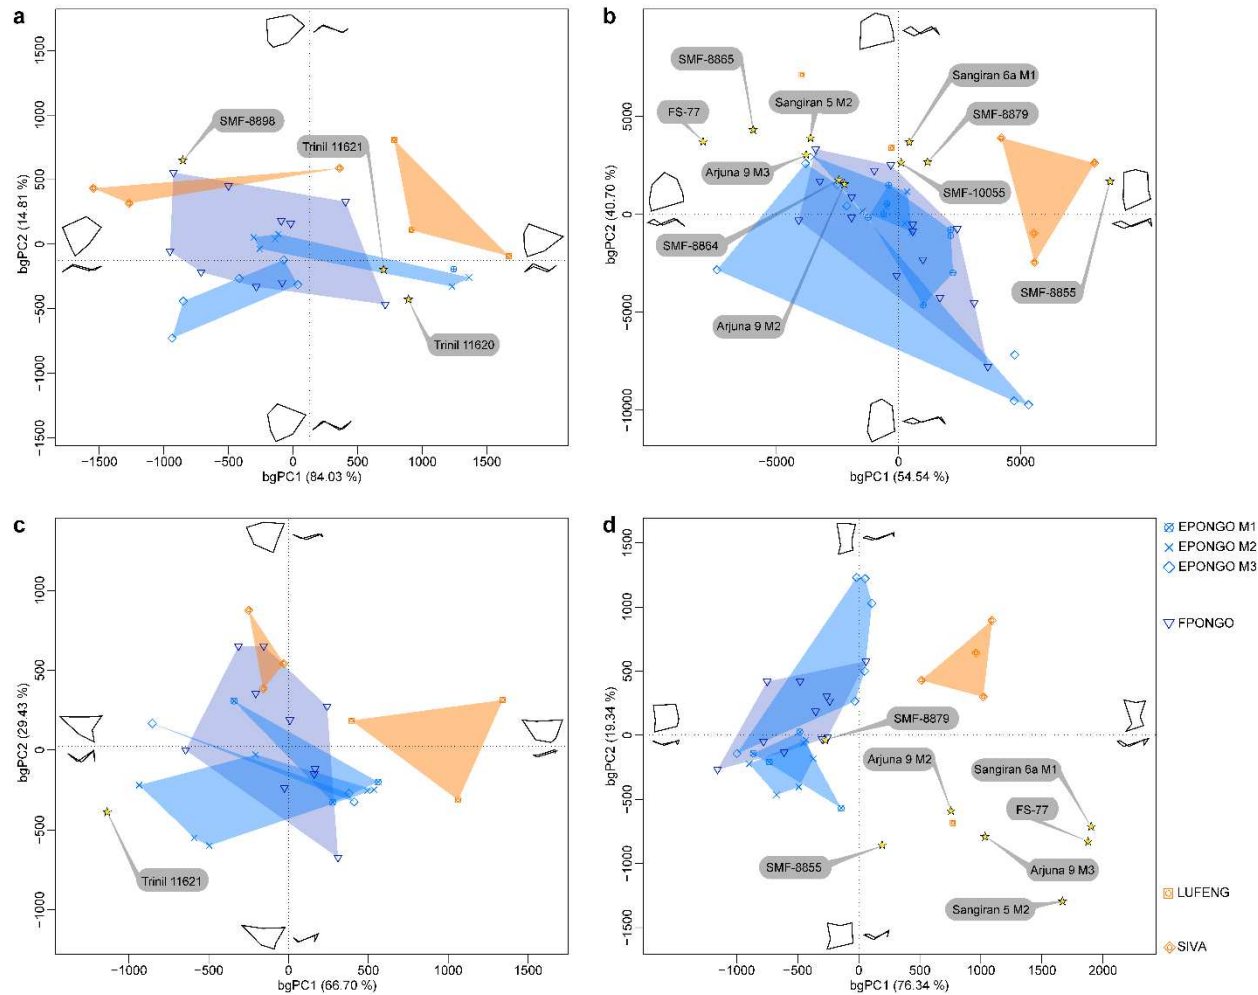 a
SMF-8898
Trinil 11621
Trinil 11620
bgPC2 (14.81 %)
1500
1000
500
0
−500
−1000
−1500
−1500
−1000
−500
0
500
1000
1500
bgPC1 (84.03 %)
b
SMF-8865
FS-77
Sangiran 5 M2
Sangiran 6a M1
SMF-8879
Arjuna 9 M3
SMF-10055
SMF-8864
SMF-8855
Arjuna 9 M2
bgPC2 (40.70 %)
5000
0
−5000
−10000
−5000
0
5000
bgPC1 (54.54 %)
c
Trinil 11621
bgPC2 (29.43 %)
1000
500
0
−500
−1000
−1000
−500
0
500
1000
1500
bgPC1 (66.70 %)
d
SMF-8879
Arjuna 9 M2
Sangiran 6a M1
FS-77
SMF-8855
Arjuna 9 M3
Sangiran 5 M2
bgPC2 (19.34 %)
1500
1000
500
0
−500
−1000
−1500
−1000
−500
0
500
1000
1500
2000
bgPC1 (76.34 %)
EPONGO M1
EPONGO M2
EPONGO M3
FPONGO
LUFENG
SIVA